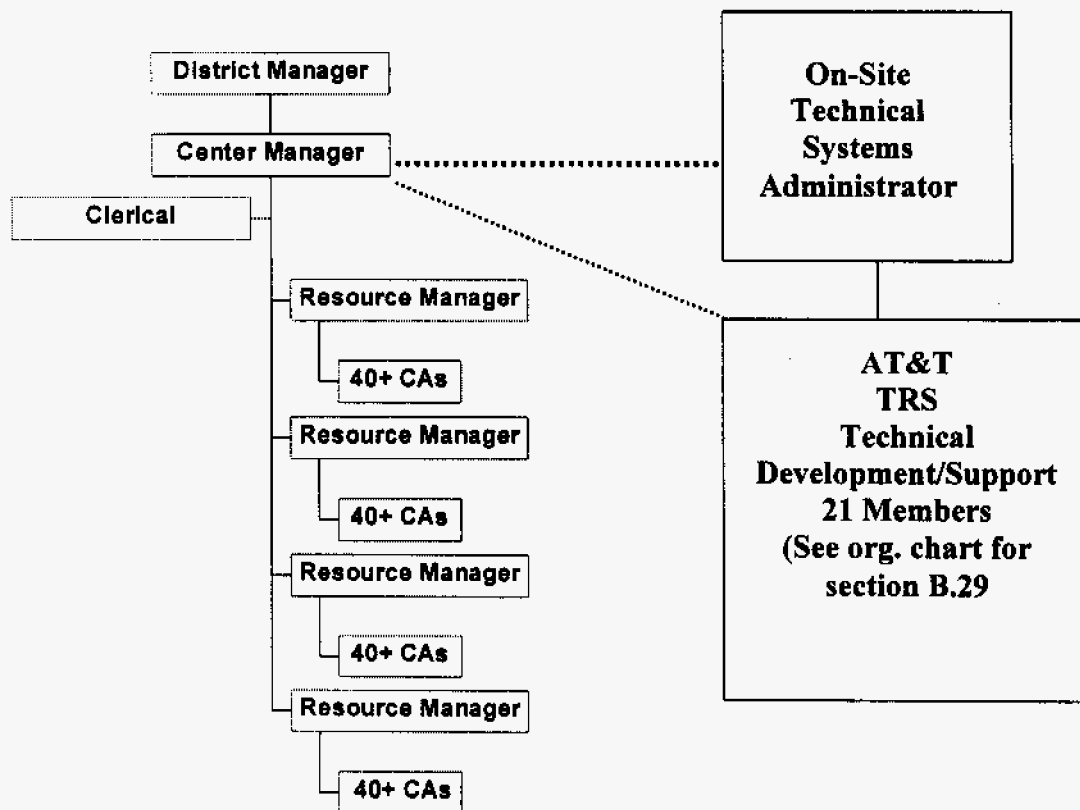 District Manager
Center Manager
Clerical
Resource Manager
40+ CAs
Resource Manager
40+ CAs
Resource Manager
40+ CAs
Resource Manager
40+ CAs
On-Site
Technical
Systems
Administrator
AT&T
TRS
Technical
Development/Support
21 Members
(See org. chart for
section B.29